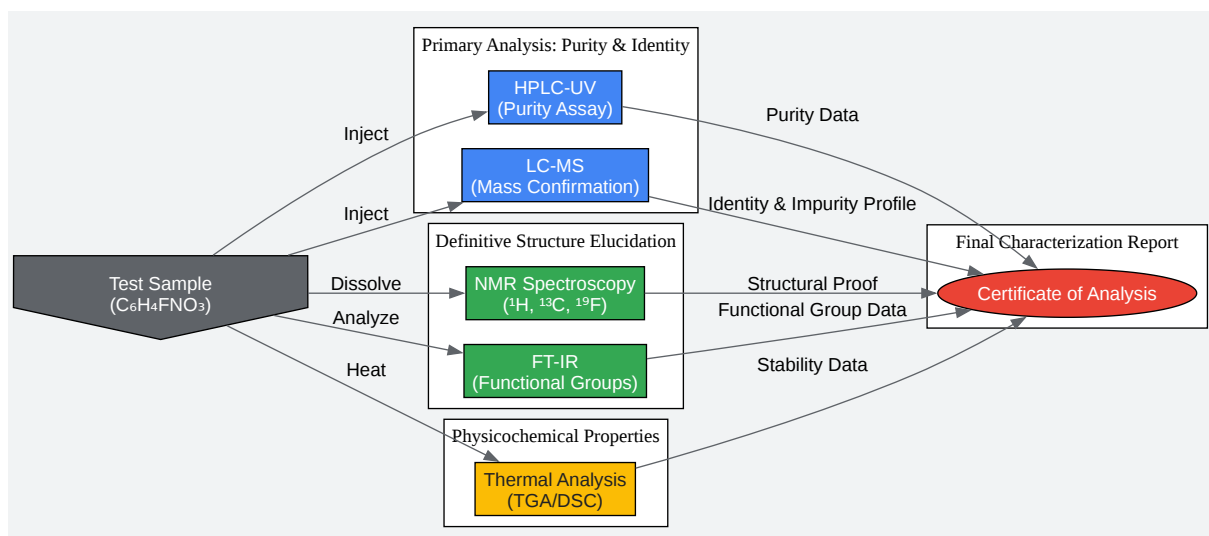 Primary Analysis: Purity & Identity
HPLC-UV
(Purity Assay)
Purity Data
Inject
LC-MS
(Mass Confirmation)
Identity & Impurity Profile
Inject
Definitive Structure Elucidation
Final Characterization Report
Test Sample
(C₆H₄FNO₃)
Dissolve
NMR Spectroscopy
(¹H, ¹³C, ¹⁹F)
Structural Proof
Certificate of Analysis
Analyze
Functional Group Data
FT-IR
(Functional Groups)
Heat
Stability Data
Physicochemical Properties
Thermal Analysis
(TGA/DSC)